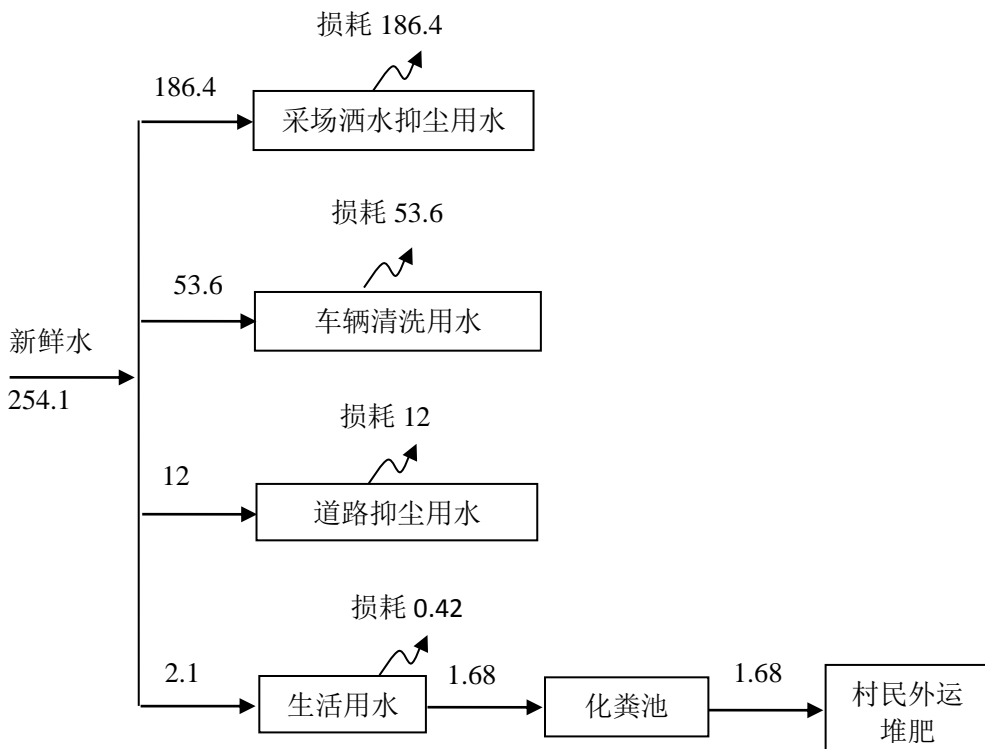 损耗 186.4
186.4
采场洒水抑尘用水
损耗 53.6
53.6
车辆清洗用水
新鲜水
254.1
损耗 12
12
道路抑尘用水
损耗 0.42
2.1
生活用水
1.68
化粪池
1.68
村民外运
堆肥